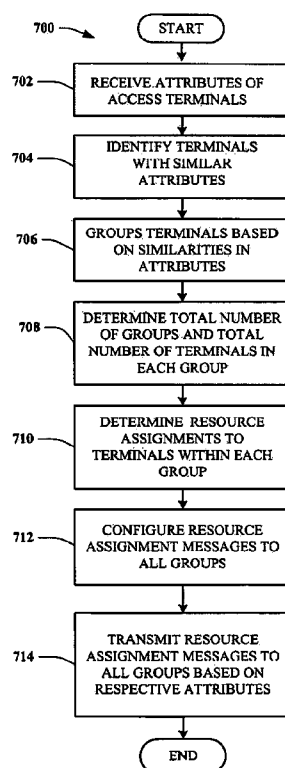 700
START
702
RECEIVE ATTRIBUTES OF
ACCESS TERMINALS
704
IDENTIFY TERMINALS
WITH SIMILAR
ATTRIBUTES
706
GROUPS TERMINALS BASED
ON SIMILARITIES IN
ATTRIBUTES
708
DETERMINE TOTAL NUMBER
OF GROUPS AND TOTAL
NUMBER OF TERMINALS IN
EACH GROUP
710
DETERMINE RESOURCE
ASSIGNMENTS TO
TERMINALS WITHIN EACH
GROUP
712
CONFIGURE RESOURCE
ASSIGNMENT MESSAGES TO
ALL GROUPS
714
TRANSMIT RESOURCE
ASSIGNMENT MESSAGES TO
ALL GROUPS BASED ON
RESPECTIVE ATTRIBUTES
END